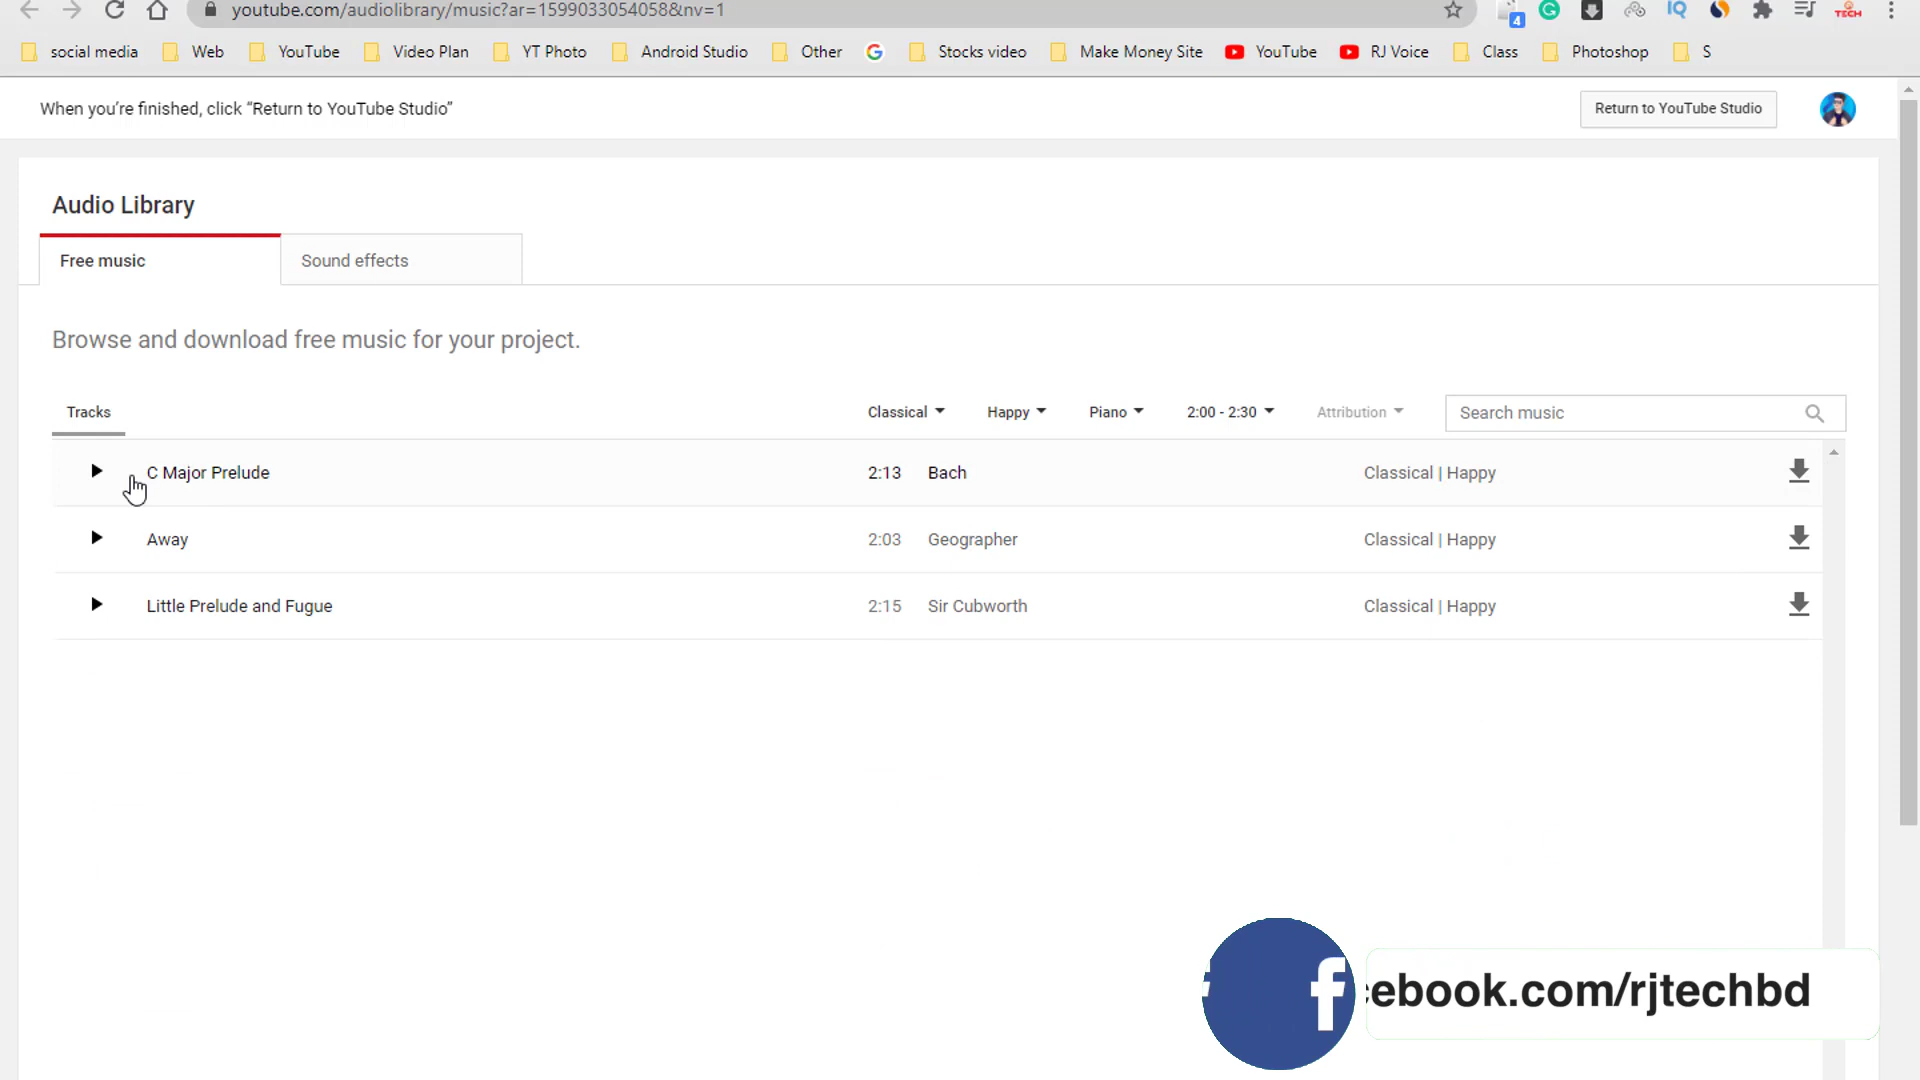 youtube.com/audiolibrary/music?ar=1599033054058&nv=1
4
IQ
TECH
social media
Web
YouTube
Video Plan
YT Photo
Android Studio
Other
Stocks video
Make Money Site
YouTube
RJ Voice
Class
Photoshop
S
When you’re finished, click “Return to YouTube Studio”
Return to YouTube Studio
Audio Library
Free music
Sound effects
Browse and download free music for your project.
Tracks
Classical
Happy
Piano
2:00 - 2:30
Attribution
Search music
C Major Prelude 2:13 Bach Classical | Happy
Away 2:03 Geographer Classical | Happy
Little Prelude and Fugue 2:15 Sir Cubworth Classical | Happy
cebook.com/rjtechbd